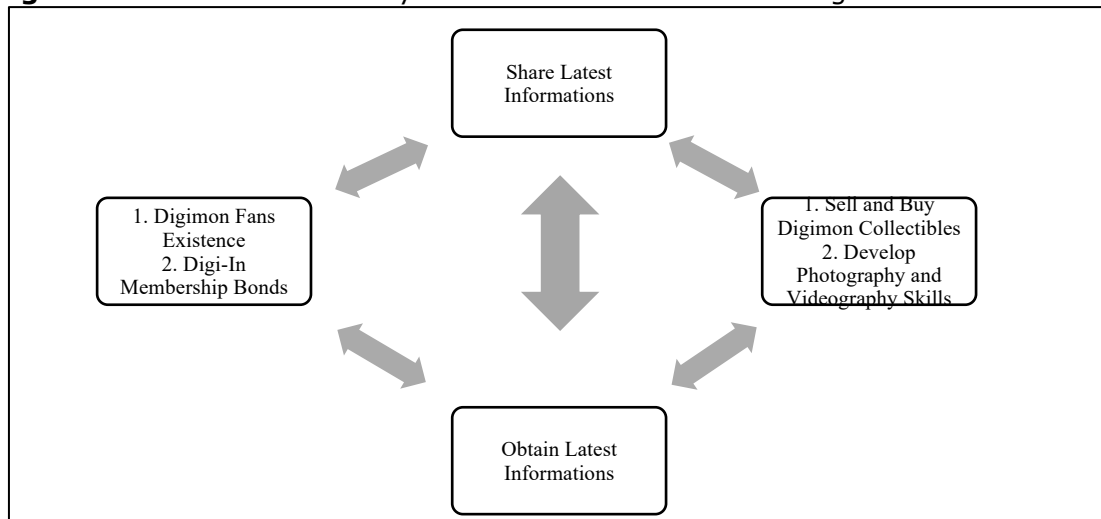 Share Latest
Informations
1. Digimon Fans
Existence
2. Digi-In
Membership Bonds
1. Sell and Buy
Digimon Collectibles
2. Develop
Photography and
Videography Skills
Obtain Latest
Informations